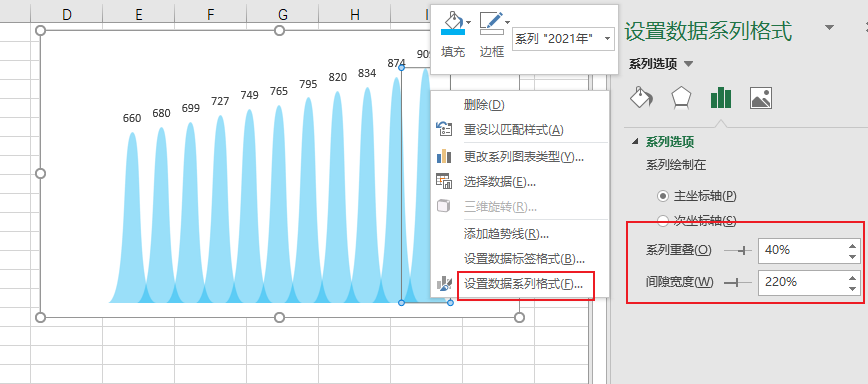 D E F G H I
660 680 699 727 749 765 795 820 834 874
填充 边框 系列 "2021年"
删除(D)
重设以匹配样式(A)
更改系列图表类型(Y)...
选择数据(E)...
三维旋转(R)...
添加趋势线(R)...
设置数据标签格式(B)...
设置数据系列格式(F)...
设置数据系列格式
系列选项
系列选项
系列绘制在
主坐标轴(P)
次坐标轴(S)
系列重叠(O) 40%
间隙宽度(W) 220%